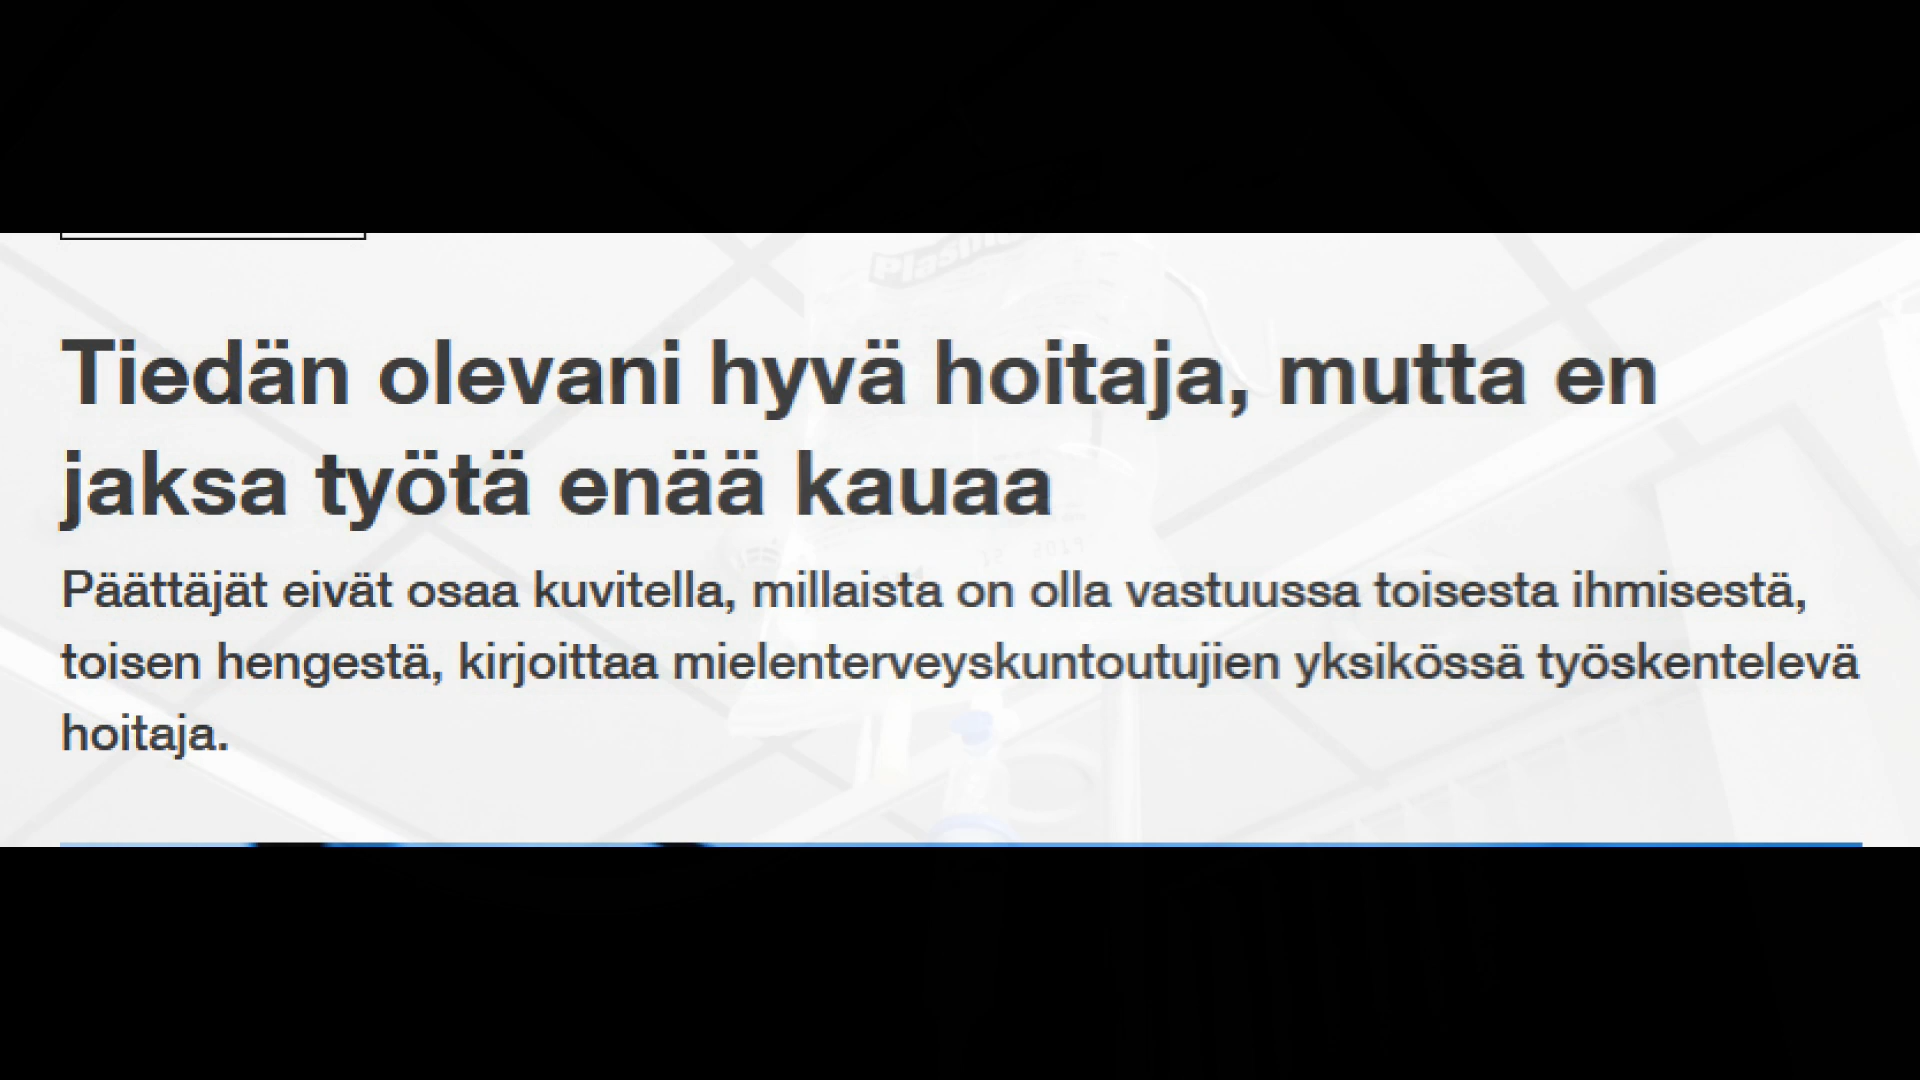 Tiedän olevani hyvä hoitaja, mutta en
jaksa työtä enää kauaa
Päättäjät eivät osaa kuvitella, millaista on olla vastuussa toisesta ihmisestä,
toisen hengestä, kirjoittaa mielenterveyskuntoutujien yksikössä työskentelevä
hoitaja.